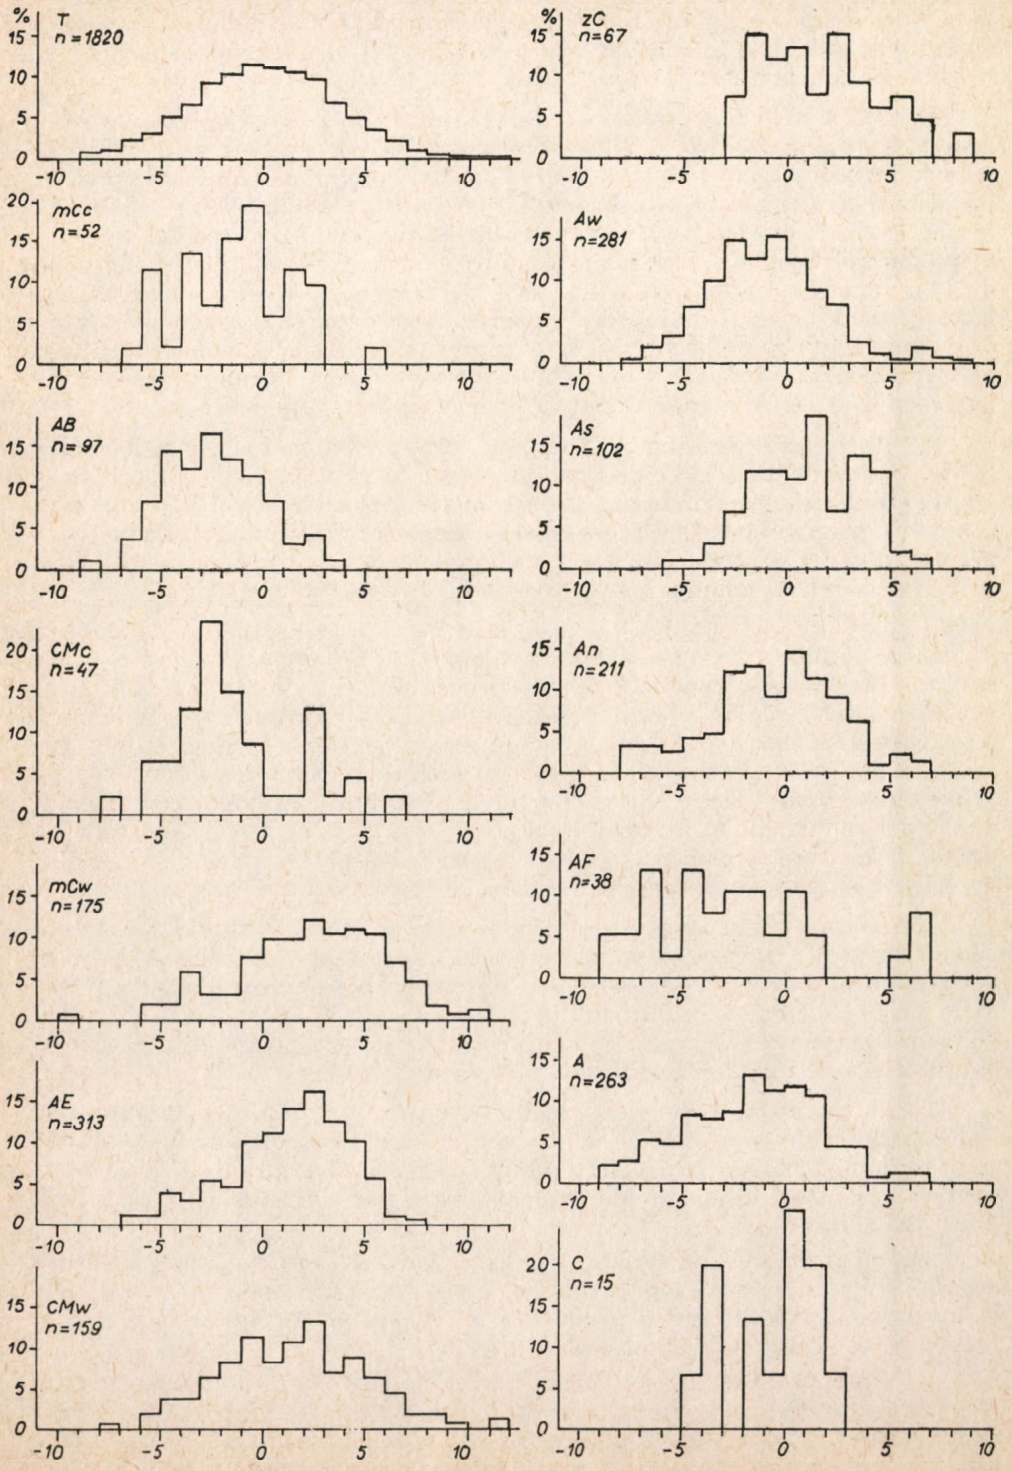 % T
n=1820
15
10
5
0
-10 -5 0 5 10
mCc
n=52
20
15
10
5
0
-10 -5 0 5 10
AB
n=97
15
10
5
0
-10 -5 0 5 10
CMc
n=47
20
15
10
5
0
-10 -5 0 5 10
mCw
n=175
15
10
5
0
-10 -5 0 5 10
AE
n=313
15
10
5
0
-10 -5 0 5 10
CMw
n=159
15
10
5
0
-10 -5 0 5 10
% zC
n=67
15
10
5
0
-10 -5 0 5 10
Aw
n=281
15
10
5
0
-10 -5 0 5 10
As
n=102
15
10
5
0
-10 -5 0 5 10
An
n=211
15
10
5
0
-10 -5 0 5 10
AF
n=38
15
10
5
0
-10 -5 0 5 10
A
n=263
15
10
5
0
-10 -5 0 5 10
C
n=15
20
15
10
5
0
-10 -5 0 5 10